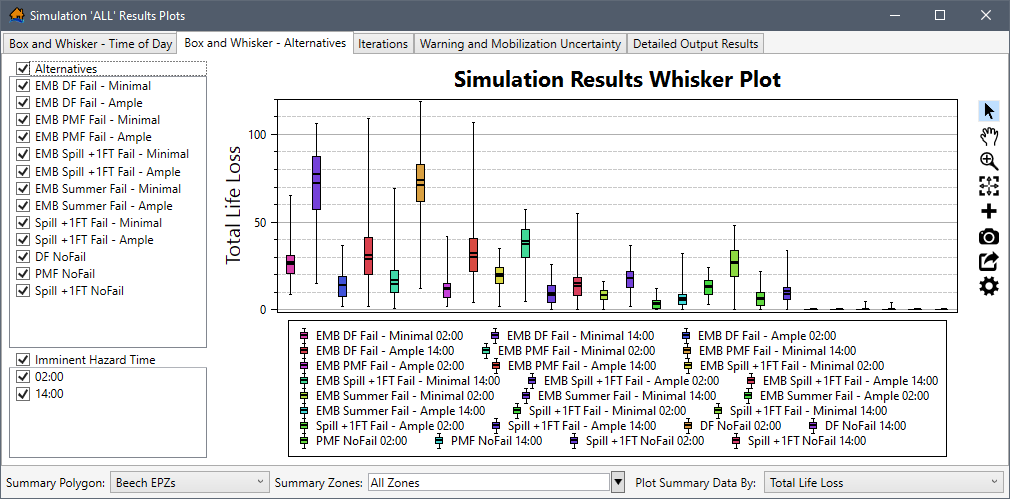 Simulation 'ALL' Results Plots
Box and Whisker - Time of Day Box and Whisker - Alternatives Iterations Warning and Mobilization Uncertainty Detailed Output Results
Alternatives
EMB DF Fail - Minimal
EMB DF Fail - Ample
EMB PMF Fail - Minimal
EMB PMF Fail - Ample
EMB Spill +1FT Fail - Minimal
EMB Spill +1FT Fail - Ample
EMB Summer Fail - Minimal
EMB Summer Fail - Ample
Spill +1FT Fail - Minimal
Spill +1FT Fail - Ample
DF NoFail
PMF NoFail
Spill +1FT NoFail
Imminent Hazard Time
02:00
14:00
Simulation Results Whisker Plot
Total Life Loss
100
50
0
EMB DF Fail - Minimal 02:00 EMB DF Fail - Minimal 14:00 EMB DF Fail - Ample 02:00
EMB DF Fail - Ample 14:00 EMB PMF Fail - Minimal 02:00 EMB PMF Fail - Minimal 14:00
EMB PMF Fail - Ample 02:00 EMB PMF Fail - Ample 14:00 EMB Spill +1FT Fail - Minimal 02:00
EMB Spill +1FT Fail - Minimal 14:00 EMB Spill +1FT Fail - Ample 02:00 EMB Spill +1FT Fail - Ample 14:00
EMB Summer Fail - Minimal 02:00 EMB Summer Fail - Minimal 14:00 EMB Summer Fail - Ample 02:00
EMB Summer Fail - Ample 14:00 Spill +1FT Fail - Minimal 02:00 Spill +1FT Fail - Minimal 14:00
Spill +1FT Fail - Ample 02:00 Spill +1FT Fail - Ample 14:00 DF NoFail 02:00 DF NoFail 14:00
PMF NoFail 02:00 PMF NoFail 14:00 Spill +1FT NoFail 02:00 Spill +1FT NoFail 14:00
Summary Polygon: Beech EPZs Summary Zones: All Zones Plot Summary Data By: Total Life Loss